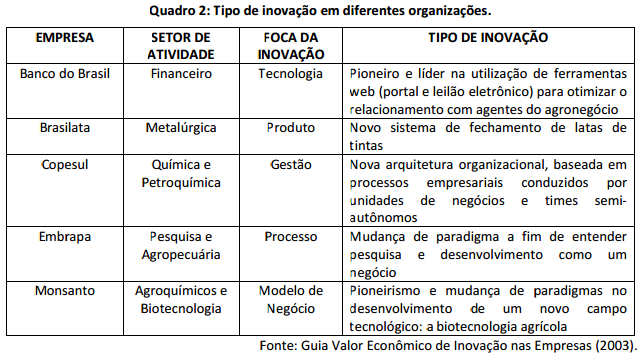 Quadro 2: Tipo de inovação em diferentes organizações.
EMPRESA
SETOR DE
ATIVIDADE
FOCA DA
INOVAÇÃO
TIPO DE INOVAÇÃO
Banco do Brasil
Financeiro
Tecnologia
Pioneiro e líder na utilização de ferramentas
web (portal e leilão eletrônico) para otimizar o
relacionamento com agentes do agronegócio
Brasilata
Metalúrgica
Produto
Novo sistema de fechamento de latas de
tintas
Copesul
Química e
Petroquímica
Gestão
Nova arquitetura organizacional, baseada em
processos empresariais conduzidos por
unidades de negócios e times semi-
autônomos
Embrapa
Pesquisa e
Agropecuária
Processo
Mudança de paradigma a fim de entender
pesquisa e desenvolvimento como um
negócio
Monsanto
Agroquímicos e
Biotecnologia
Modelo de
Negócio
Pioneirismo e mudança de paradigmas no
desenvolvimento de um novo campo
tecnológico: a biotecnologia agrícola
Fonte: Guia Valor Econômico de Inovação nas Empresas (2003).